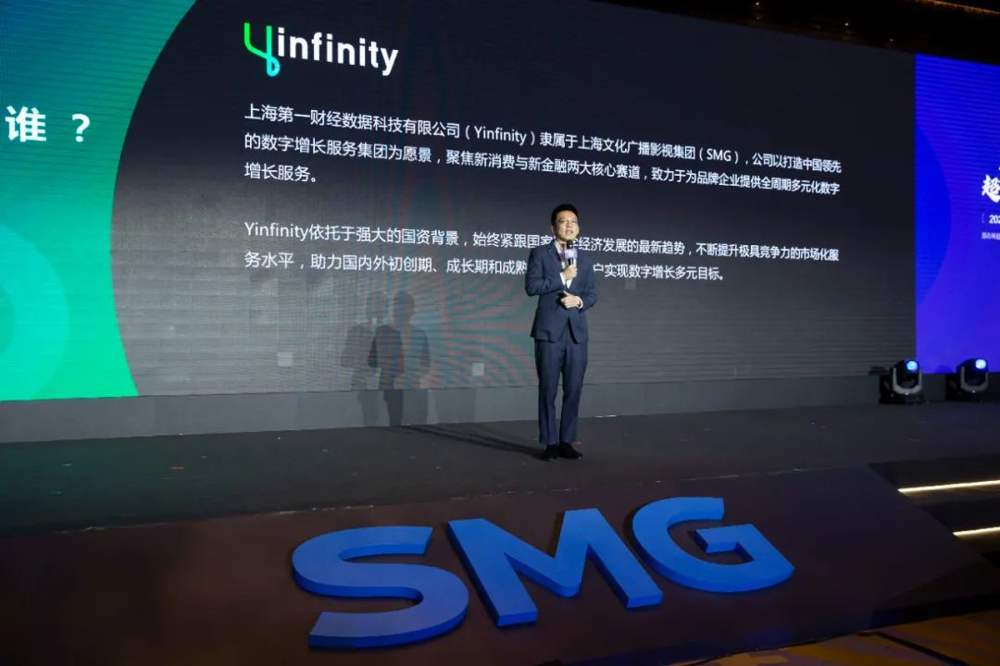 谁？
Yinfinity
上海第一财经数据科技有限公司（Yinfinity）隶属于上海文化广播影视集团（SMG），公司以打造中国领先
的数字增长服务集团为愿景，聚焦新消费与新金融两大核心赛道，致力于为品牌企业提供全周期多元化数字
增长服务。
Yinfinity依托于强大的国资背景，始终紧跟国家 经济发展的最新趋势，不断提升极具竞争力的市场化服
务水平，助力国内外初创期、成长期和成熟 户实现数字增长多元目标。
超
202
SMG